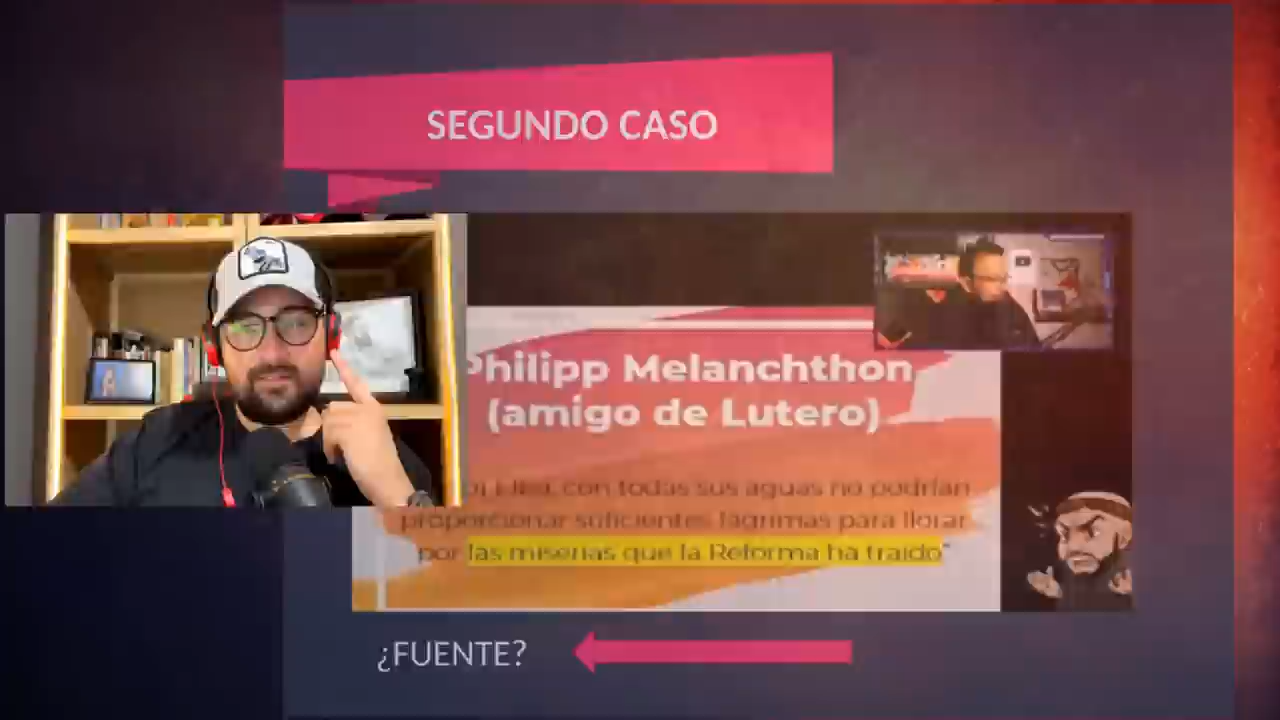 SEGUNDO CASO
Philipp Melanchthon
(amigo de Lutero)
Elba, con todas sus aguas no podrían
proporcionar suficientes lágrimas para llorar
por las miserias que la Reforma ha traído"
¿FUENTE?